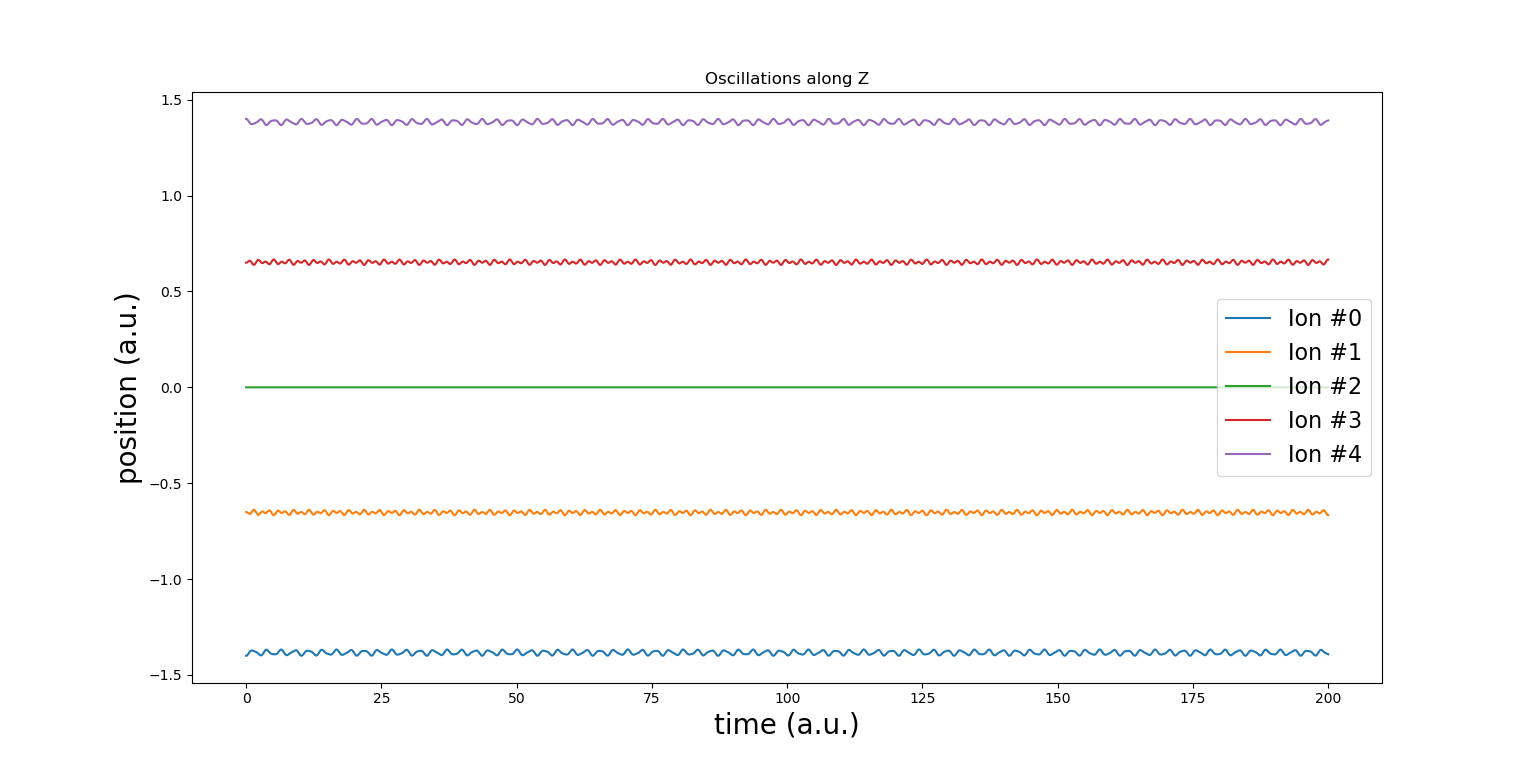 Oscillations along Z
position (a.u.)
1.5
1.0
0.5
0.0
−0.5
−1.0
−1.5
Ion #0
Ion #1
Ion #2
Ion #3
Ion #4
0 25 50 75 100 125 150 175 200
time (a.u.)